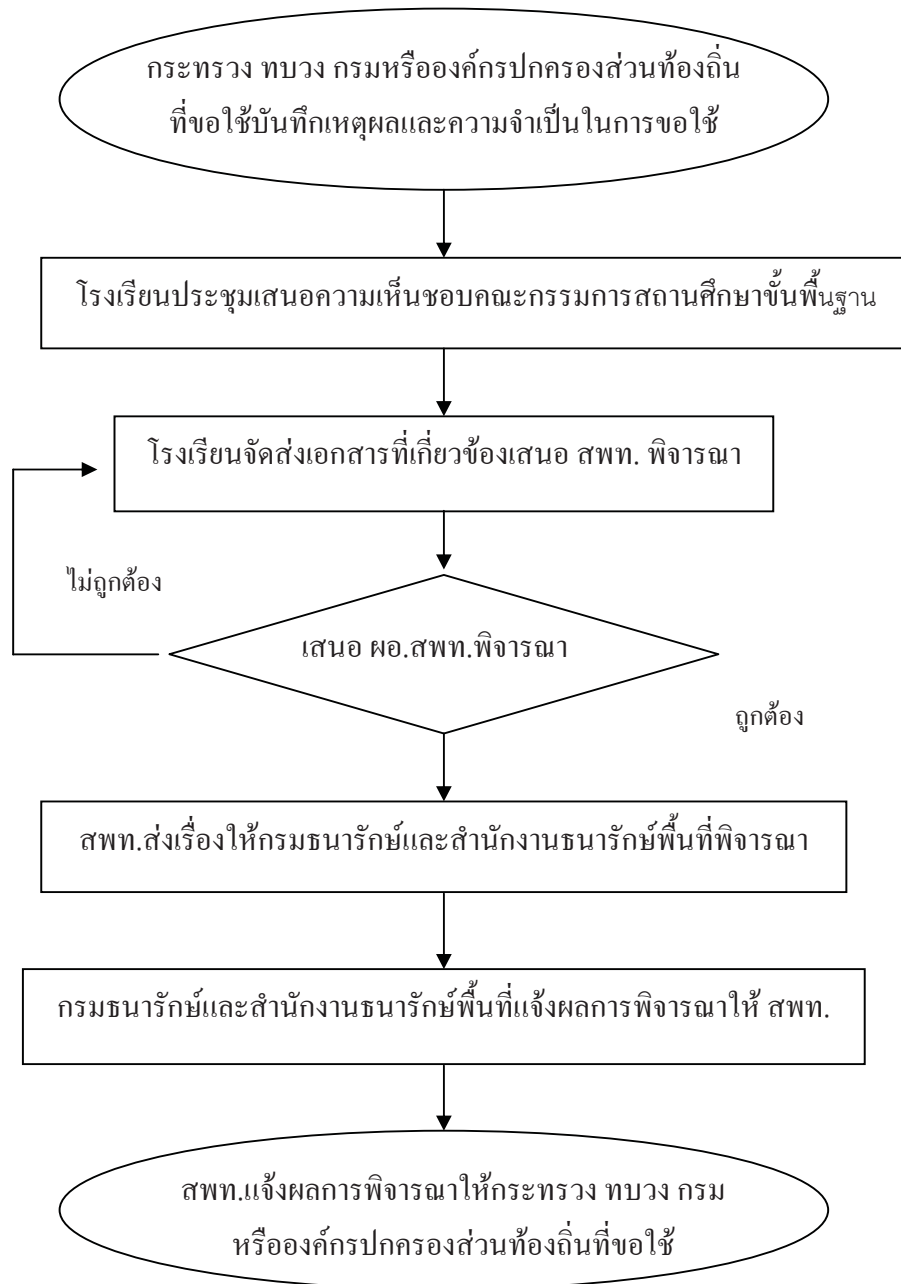 กระทรวง ทบวง กรมหรือองค์กรปกครองส่วนท้องถิ่น
ที่ขอใช้บันทึกเหตุผลและความจำเป็นในการขอใช้
โรงเรียนประชุมเสนอความเห็นชอบคณะกรรมการสถานศึกษาขั้นพื้นฐาน
โรงเรียนจัดส่งเอกสารที่เกี่ยวข้องเสนอ สพท. พิจารณา
ไม่ถูกต้อง
เสนอ ผอ.สพท.พิจารณา
ถูกต้อง
สพท.ส่งเรื่องให้กรมธนารักษ์และสำนักงานธนารักษ์พื้นที่พิจารณา
กรมธนารักษ์และสำนักงานธนารักษ์พื้นที่แจ้งผลการพิจารณาให้ สพท.
สพท.แจ้งผลการพิจารณาให้กระทรวง ทบวง กรม
หรือองค์กรปกครองส่วนท้องถิ่นที่ขอใช้